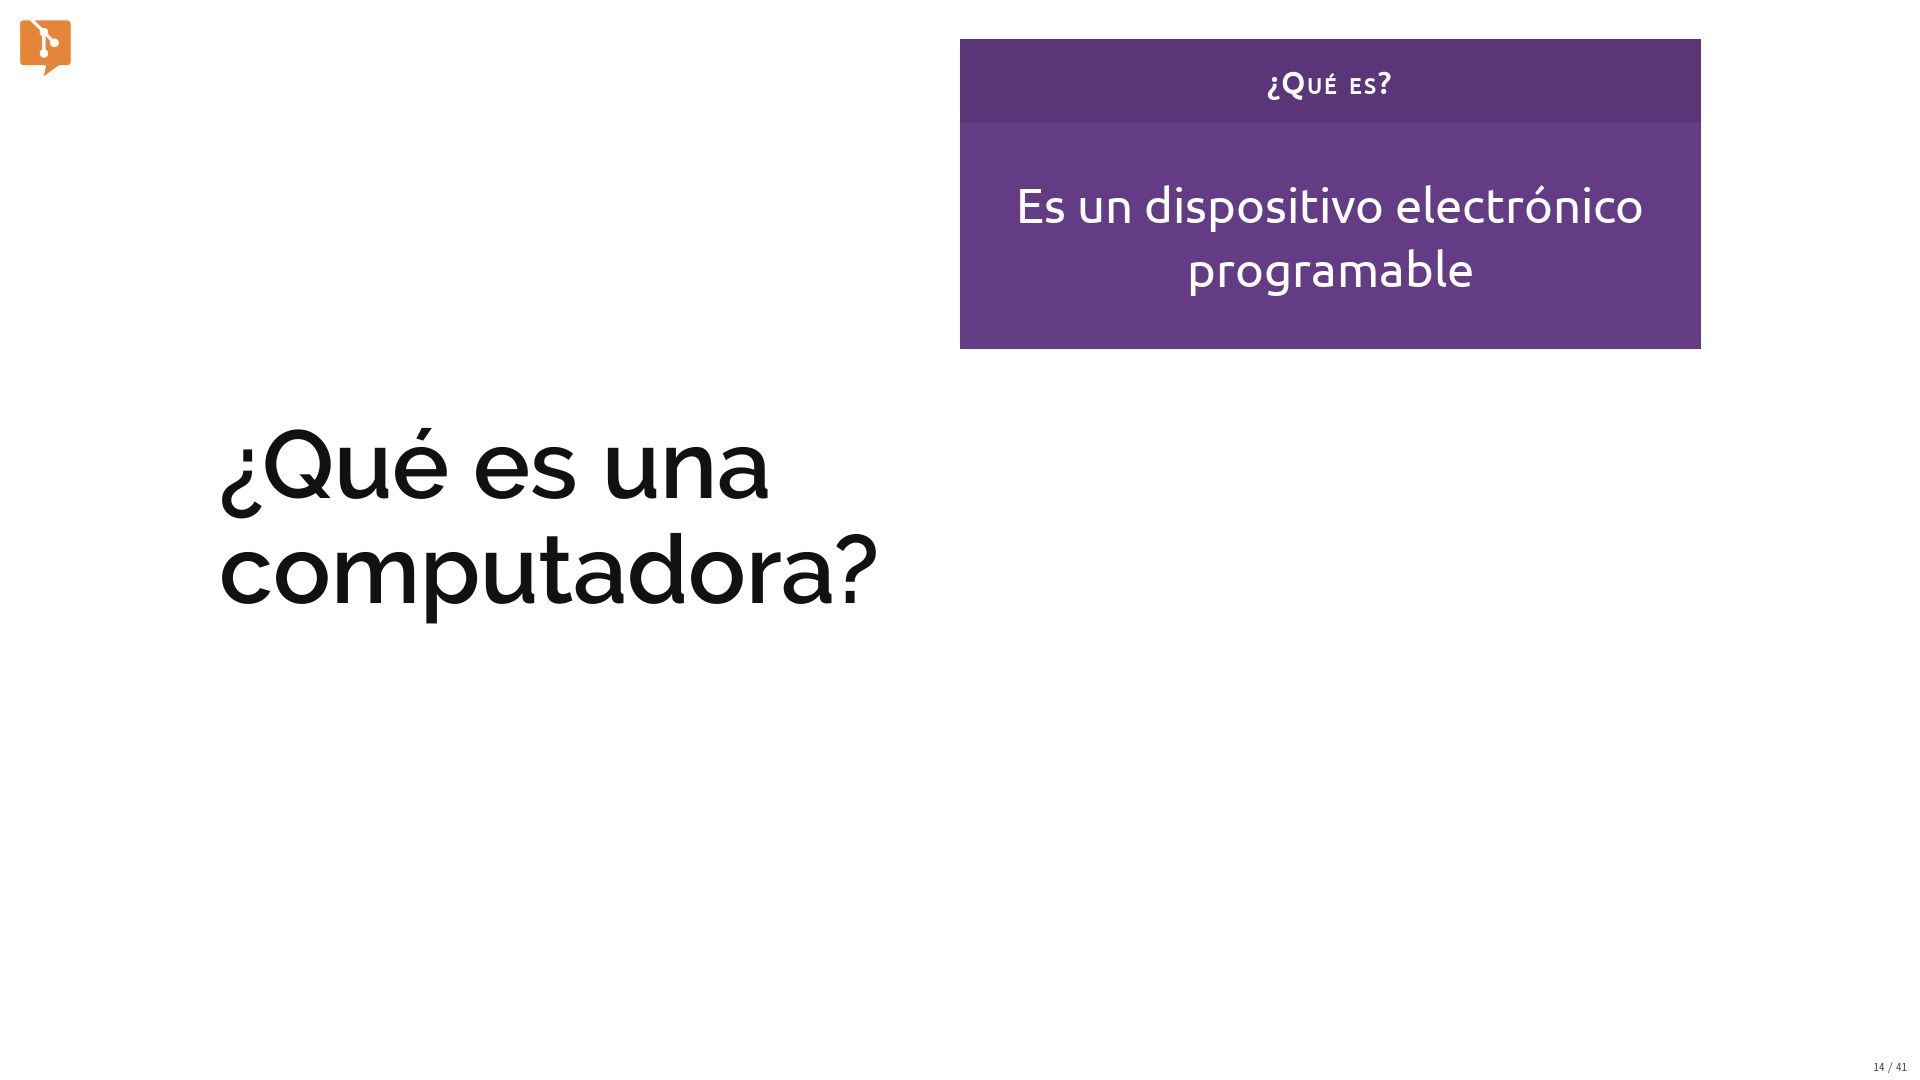 ¿Qué es una
computadora?
¿Qué es?
Es un dispositivo electrónico
programable
14 / 41